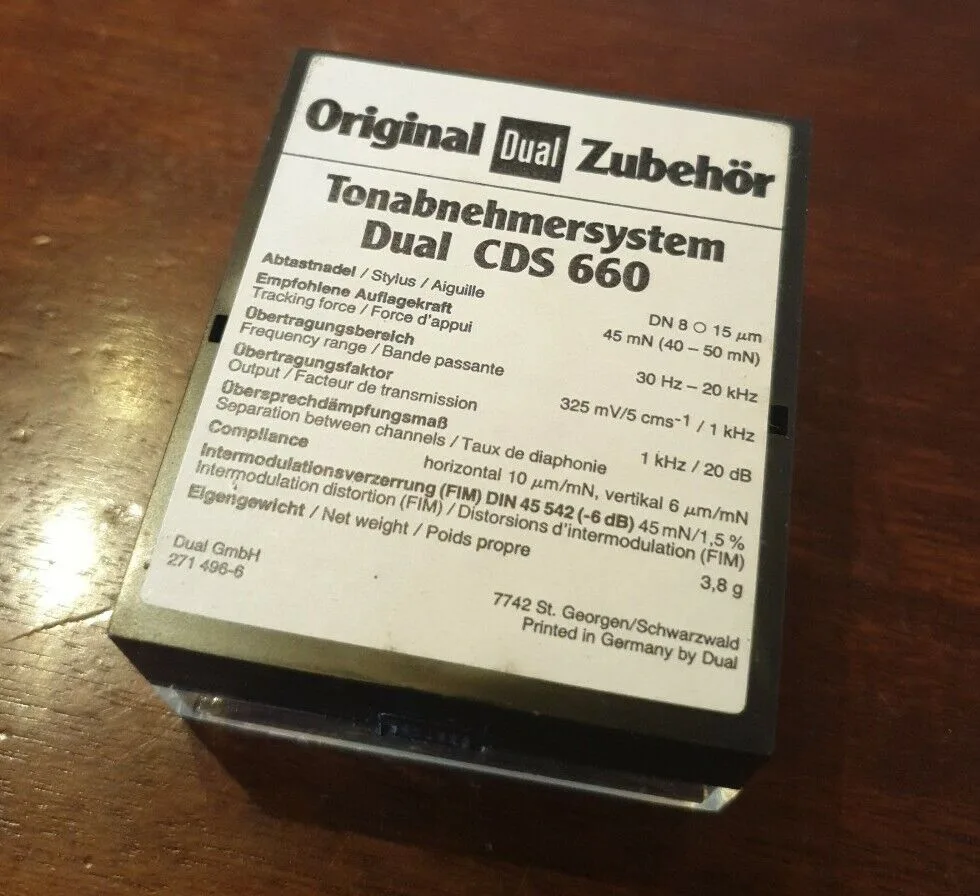 Original Dual Zubehör
Tonabnehmersystem
Dual CDS 660
Abtastnadel / Stylus / Aiguille DN 8 O 15 µm
Empfohlene Auflagekraft 45 mN (40 – 50 mN)
Tracking force / Force d'appui
Übertragungsbereich 30 Hz – 20 kHz
Frequency range / Bande passante
Übertragungsfaktor 325 mV/5 cms-1 / 1 kHz
Output / Facteur de transmission
Übersprechdämpfungsmaß 1 kHz / 20 dB
Separation between channels / Taux de diaphonie
Compliance horizontal 10 µm/mN, vertikal 6 µm/mN
Intermodulationsverzerrung (FIM) DIN 45 542 (-6 dB) 45 mN/1,5 %
Intermodulation distortion (FIM) / Distorsions d'intermodulation (FIM)
Eigengewicht / Net weight / Poids propre 3,8 g
Dual GmbH 7742 St. Georgen/Schwarzwald
271 496-6 Printed in Germany by Dual